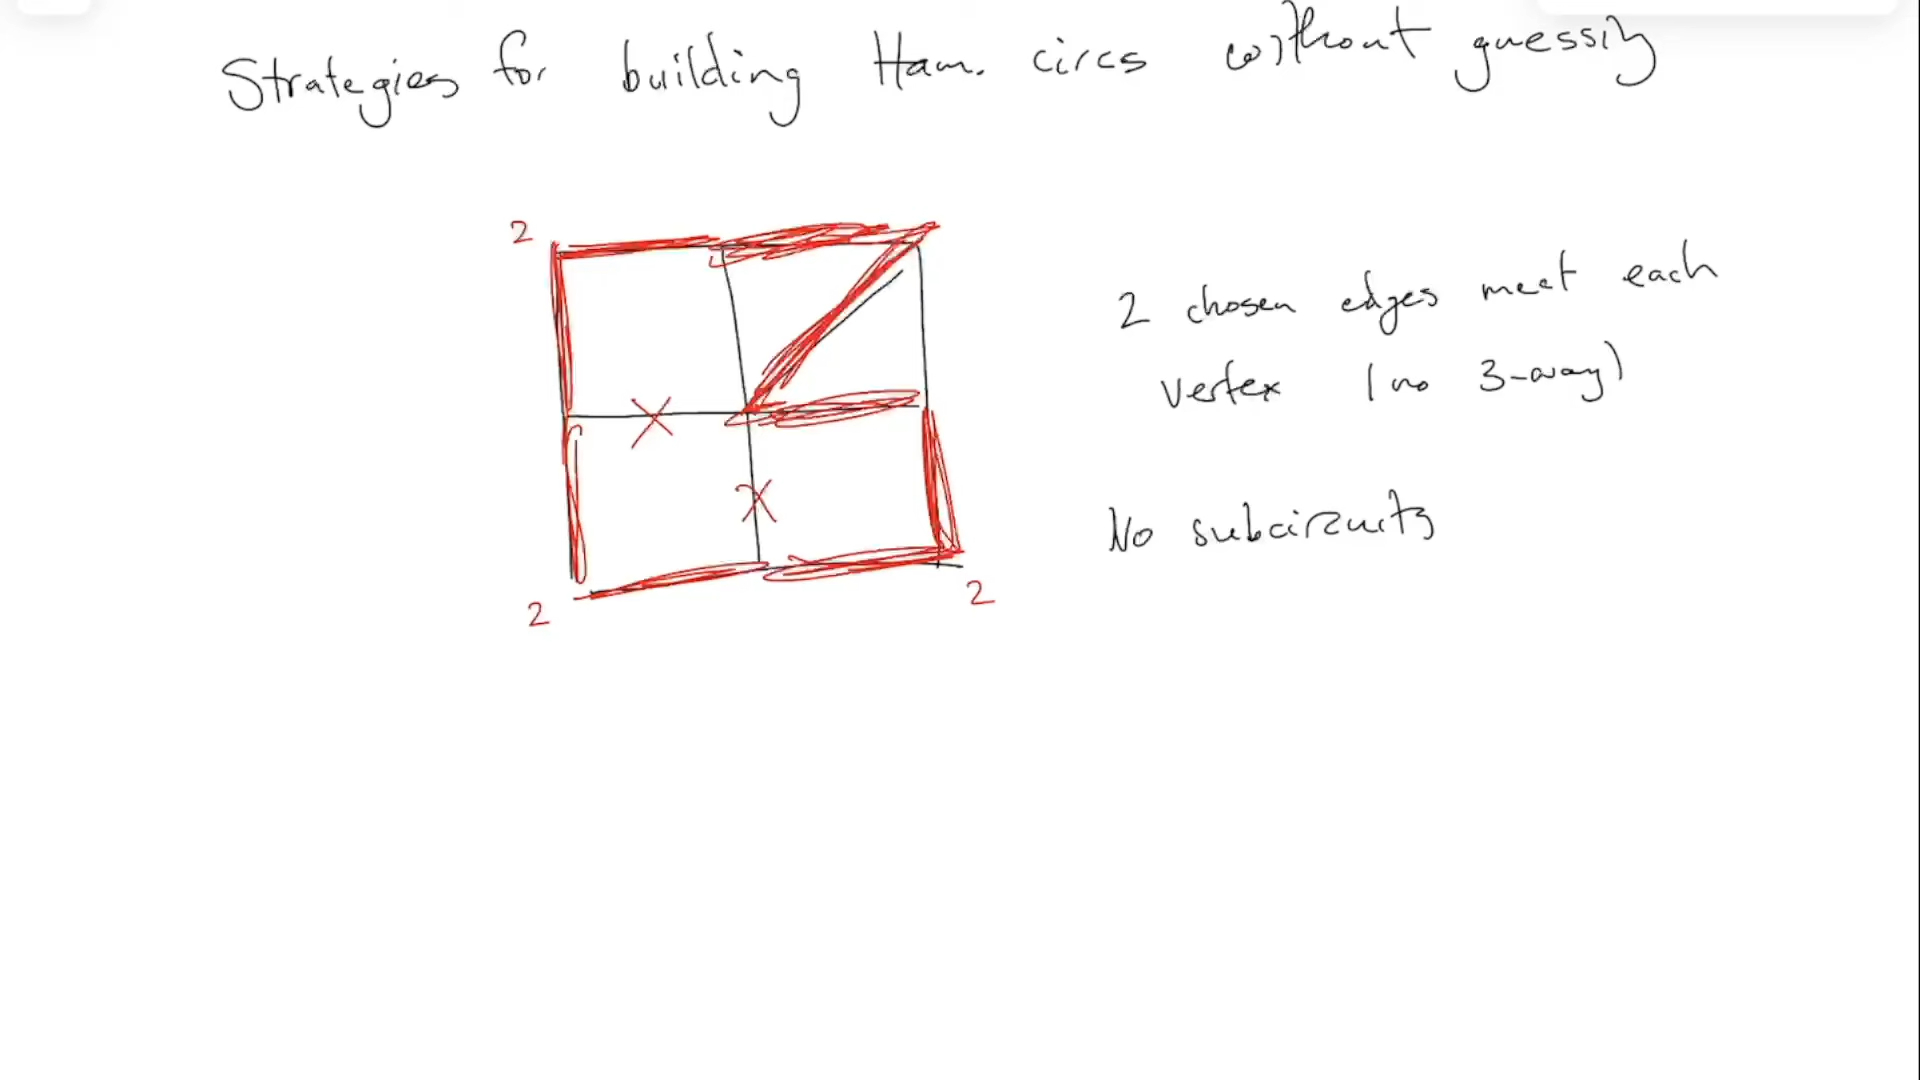 Strategies for building Ham. circs without guessing
2
2 chosen edges meet each
vertex (no 3-way)
No subcircuits
2
2